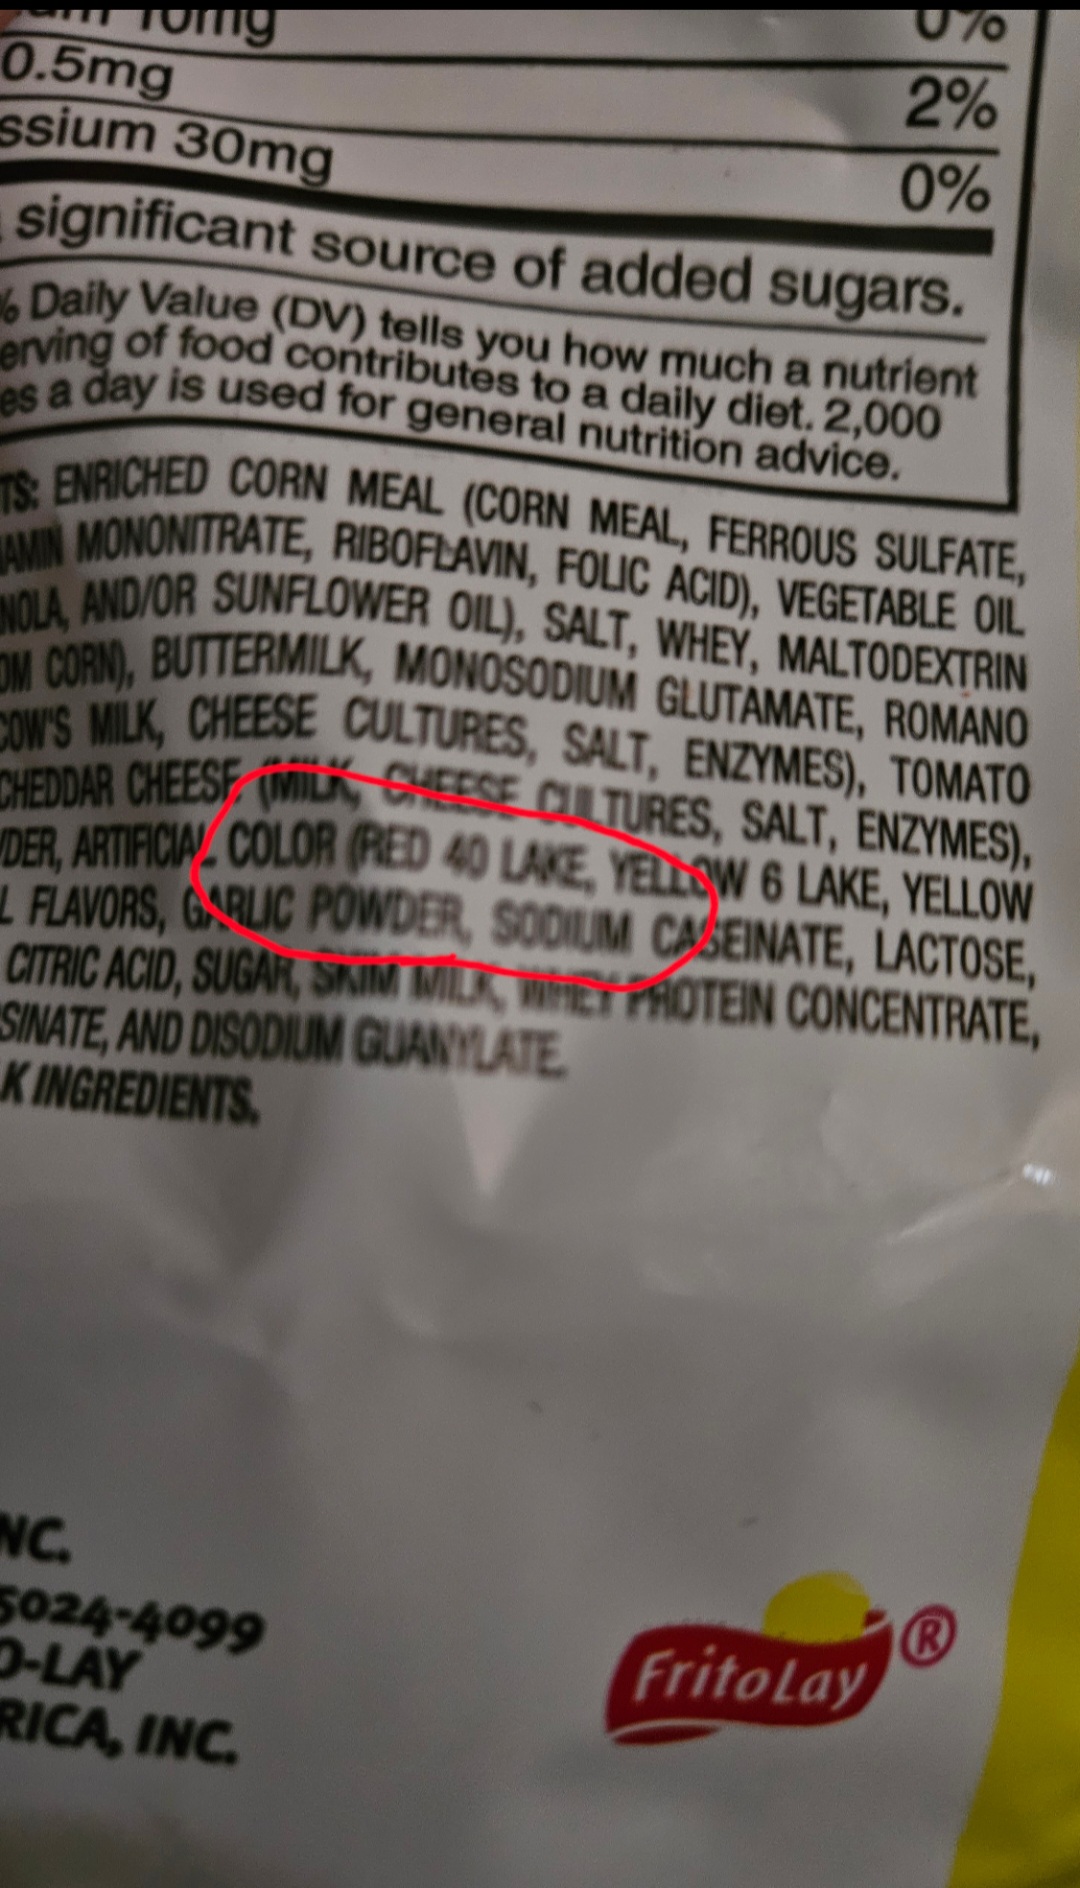 10mg 0%
0.5mg 2%
ssium 30mg 0%
significant source of added sugars.
% Daily Value (DV) tells you how much a nutrient
erving of food contributes to a daily diet. 2,000
es a day is used for general nutrition advice.
TS: ENRICHED CORN MEAL (CORN MEAL, FERROUS SULFATE,
AMIN MONONITRATE, RIBOFLAVIN, FOLIC ACID), VEGETABLE OIL
NOLA, AND/OR SUNFLOWER OIL), SALT, WHEY, MALTODEXTRIN
OM CORN), BUTTERMILK, MONOSODIUM GLUTAMATE, ROMANO
COW'S MILK, CHEESE CULTURES, SALT, ENZYMES), TOMATO
CHEDDAR CHEESE (MILK, CHEESE CULTURES, SALT, ENZYMES),
DER, ARTIFICIAL COLOR (RED 40 LAKE, YELLOW 6 LAKE, YELLOW
L FLAVORS, GARLIC POWDER, SODIUM CASEINATE, LACTOSE,
CITRIC ACID, SUGAR, SKIM MILK, WHEY PROTEIN CONCENTRATE,
SINATE, AND DISODIUM GUANYLATE.
K INGREDIENTS.
NC.
5024-4099
O-LAY
RICA, INC.
FritoLay®